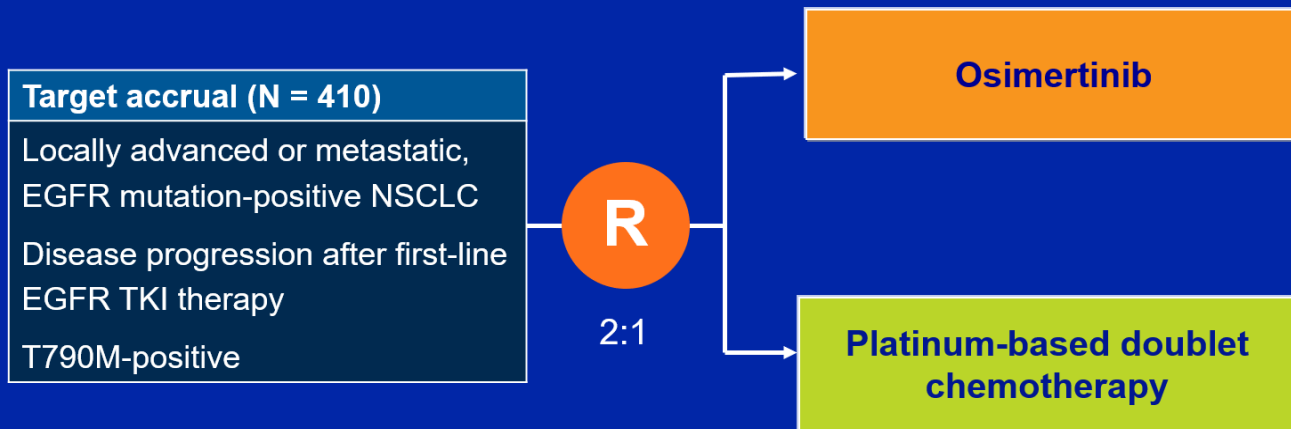 Target accrual (N = 410)
Locally advanced or metastatic,
EGFR mutation-positive NSCLC
Disease progression after first-line
EGFR TKI therapy
T790M-positive
R
2:1
Osimertinib
Platinum-based doublet
chemotherapy